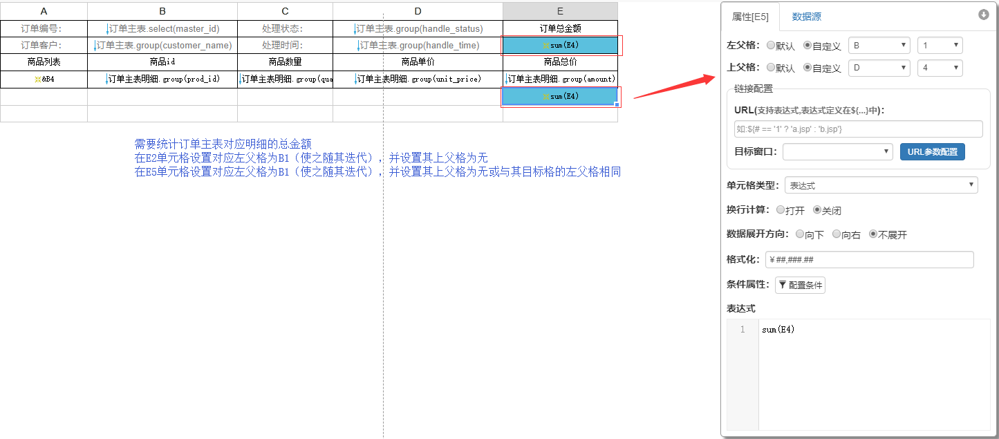 A B C D E
订单编号: 订单主表.select(master_id) 处理状态: 订单主表.group(handle_status) 订单总金额
订单客户: 订单主表.group(customer_name) 处理时间: 订单主表.group(handle_time) sum(E4)
商品列表 商品id 商品数量 商品单价 商品总价
&B4 订单主表明细.group(prod_id) 订单主表明细.group(qua 订单主表明细.group(unit_price) 订单主表明细.group(amount)
sum(E4)
需要统计订单主表对应明细的总金额
在E2单元格设置对应左父格为B1（使之随其迭代），并设置其上父格为无
在E5单元格设置对应左父格为B1（使之随其迭代），并设置其上父格为无或与其目标格的左父格相同
属性[E5] 数据源
左父格: 默认 自定义 B 1
上父格: 默认 自定义 D 4
链接配置
URL(支持表达式,表达式定义在${...}中):
如:${# == '1' ? 'a.jsp' : 'b.jsp'}
目标窗口: URL参数配置
单元格类型: 表达式
换行计算: 打开 关闭
数据展开方向: 向下 向右 不展开
格式化: ￥##,###.##
条件属性: 配置条件
表达式
1 sum(E4)